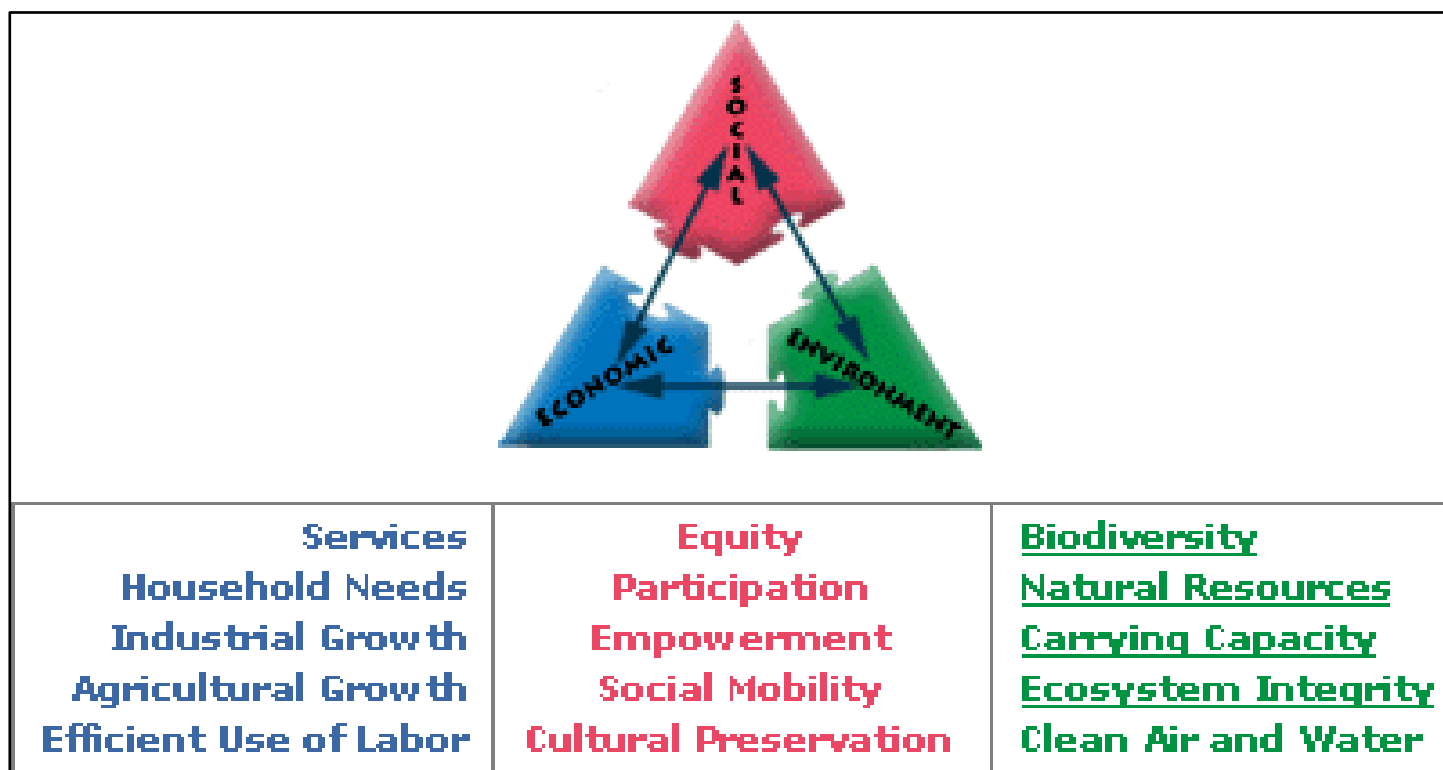 SOCIAL
ECONOMIC
ENVIRONMENT
Services
Household Needs
Industrial Growth
Agricultural Growth
Efficient Use of Labor
Equity
Participation
Empowerment
Social Mobility
Cultural Preservation
Biodiversity
Natural Resources
Carrying Capacity
Ecosystem Integrity
Clean Air and Water